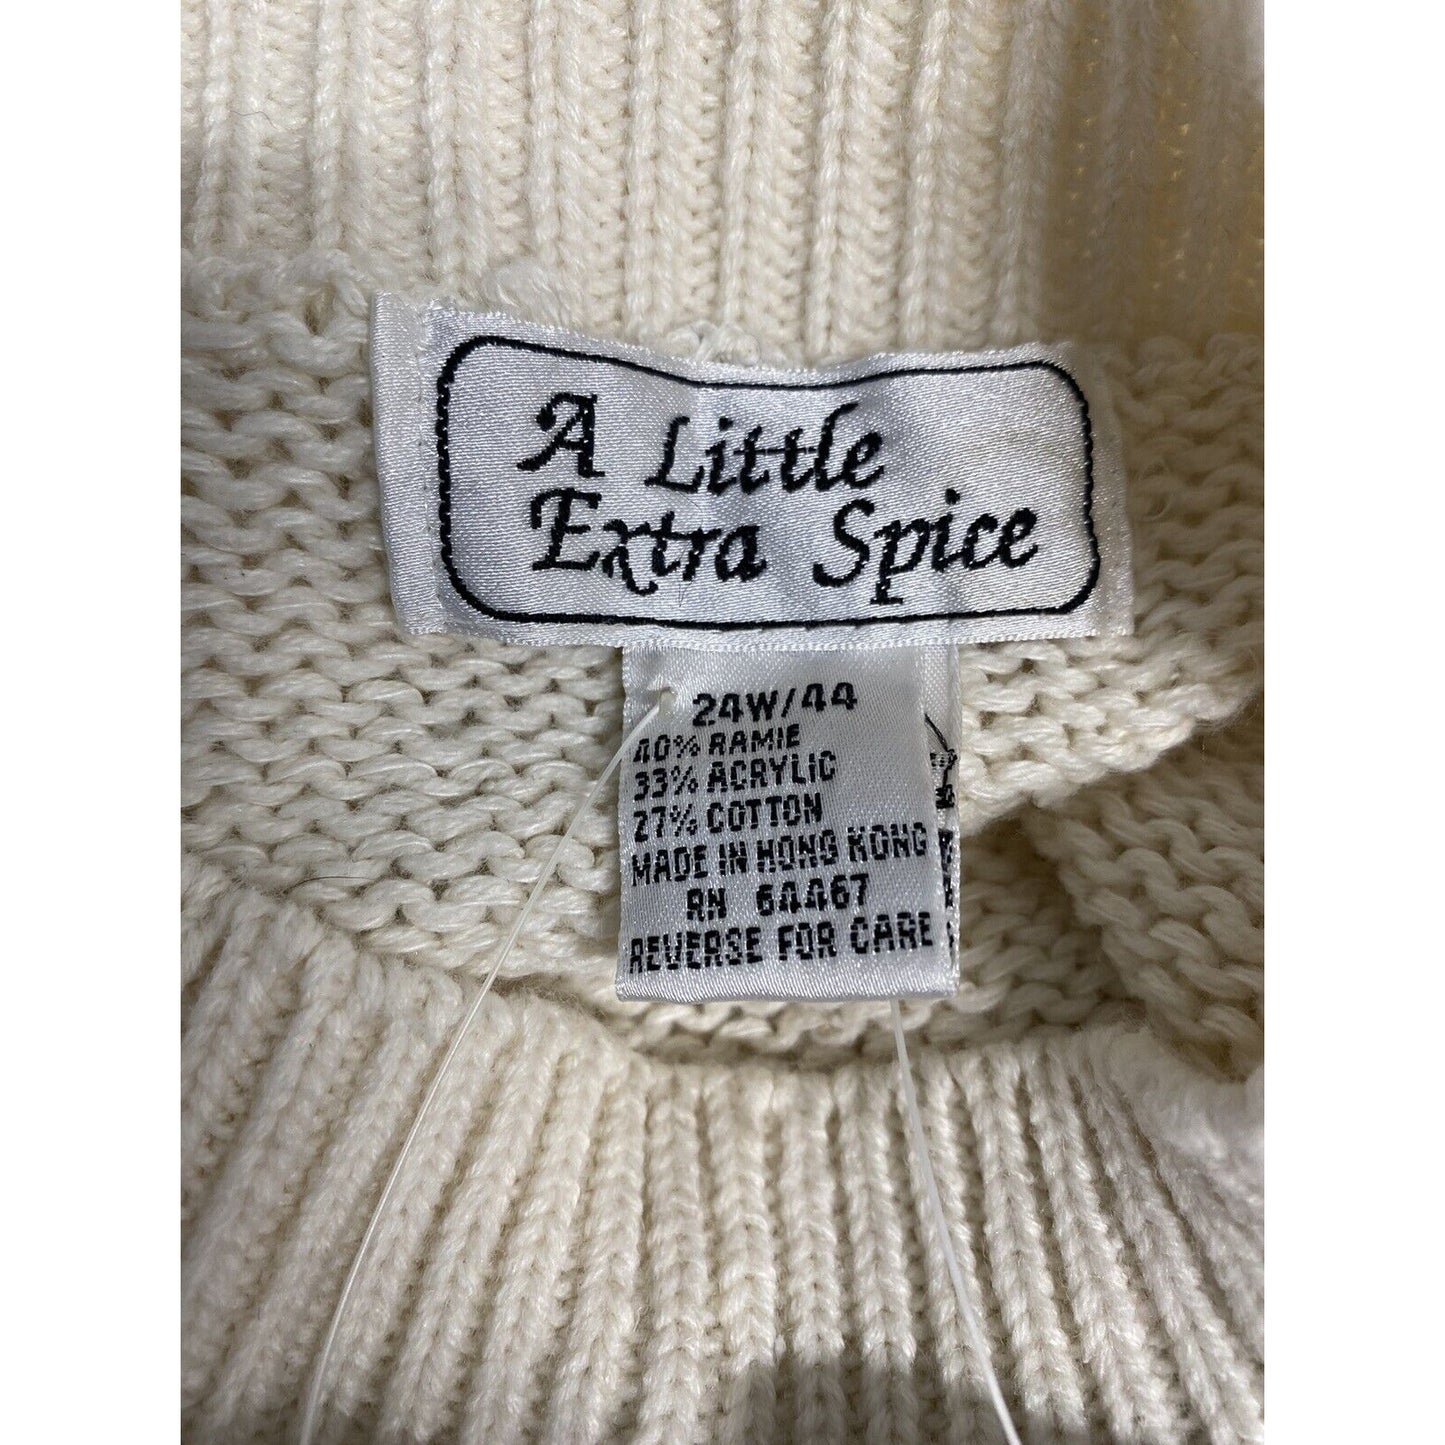 A Little
Extra Spice
24W/44
40% RAMIE
33% ACRYLIC
27% COTTON
MADE IN HONG KONG
RN 64467
REVERSE FOR CARE